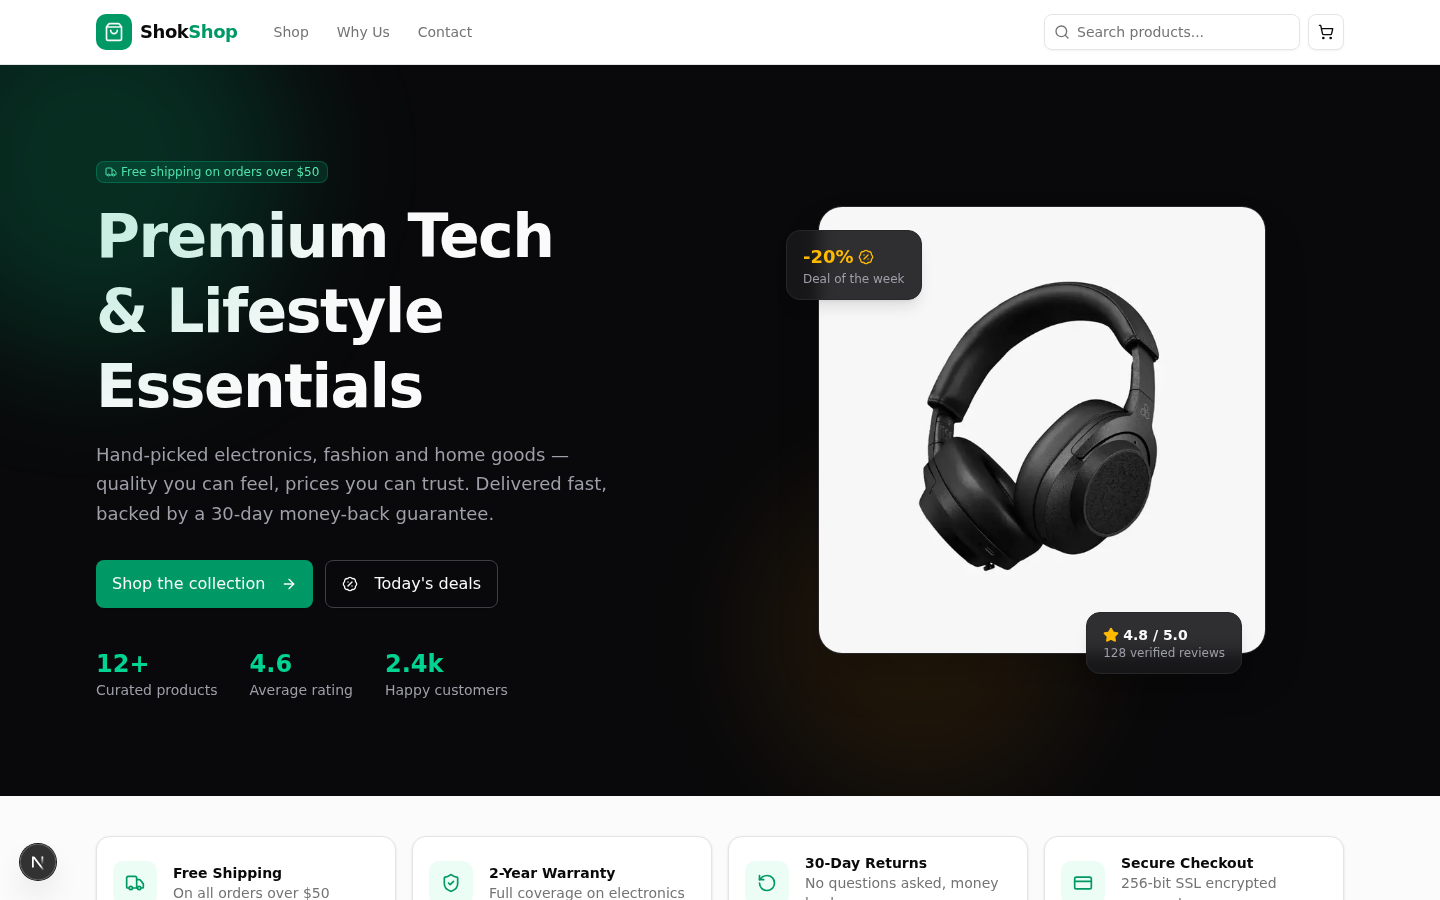 ShokShop
Shop
Why Us
Contact
Search products...
Free shipping on orders over $50
Premium Tech
& Lifestyle
Essentials
Hand-picked electronics, fashion and home goods —
quality you can feel, prices you can trust. Delivered fast,
backed by a 30-day money-back guarantee.
Shop the collection
Today's deals
12+
Curated products
4.6
Average rating
2.4k
Happy customers
-20%
Deal of the week
4.8 / 5.0
128 verified reviews
N
Free Shipping
On all orders over $50
2-Year Warranty
Full coverage on electronics
30-Day Returns
No questions asked, money
Secure Checkout
256-bit SSL encrypted